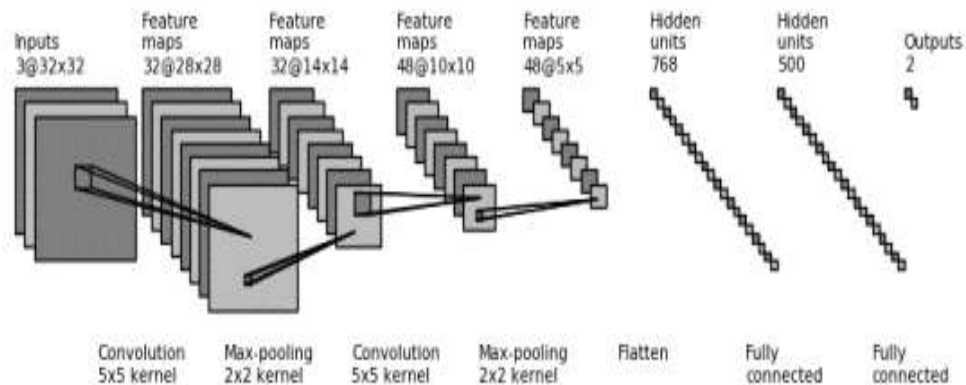 Inputs
3@32x32
Feature
maps
32@28x28
Feature
maps
32@14x14
Feature
maps
48@10x10
Feature
maps
48@5x5
Hidden
units
768
Hidden
units
500
Outputs
2
Convolution
5x5 kernel
Max-pooling
2x2 kernel
Convolution
5x5 kernel
Max-pooling
2x2 kernel
Flatten
Fully
connected
Fully
connected